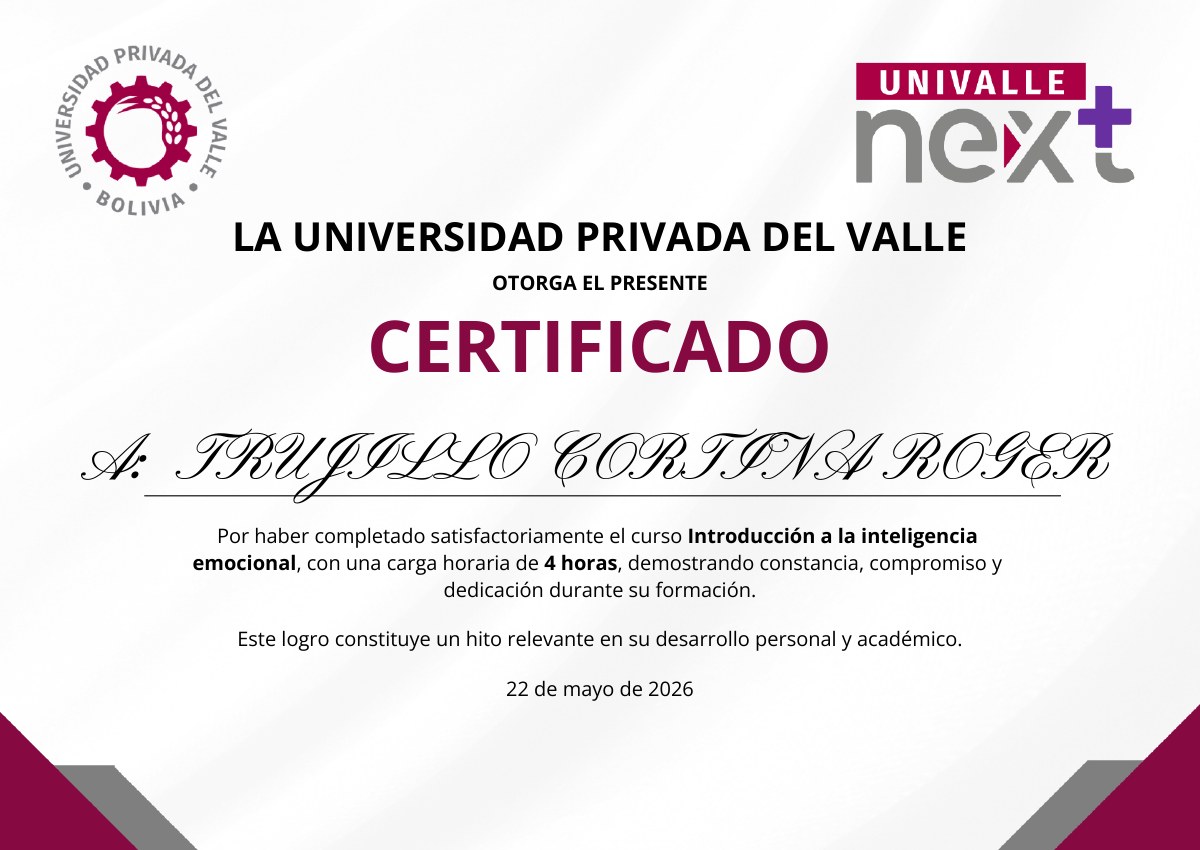 UNIVERSIDAD PRIVADA DEL VALLE
• BOLIVIA •
UNIVALLE
next
LA UNIVERSIDAD PRIVADA DEL VALLE
OTORGA EL PRESENTE
CERTIFICADO
A: TRUJILLO CORTINA ROGER
Por haber completado satisfactoriamente el curso Introducción a la inteligencia
emocional, con una carga horaria de 4 horas, demostrando constancia, compromiso y
dedicación durante su formación.
Este logro constituye un hito relevante en su desarrollo personal y académico.
22 de mayo de 2026